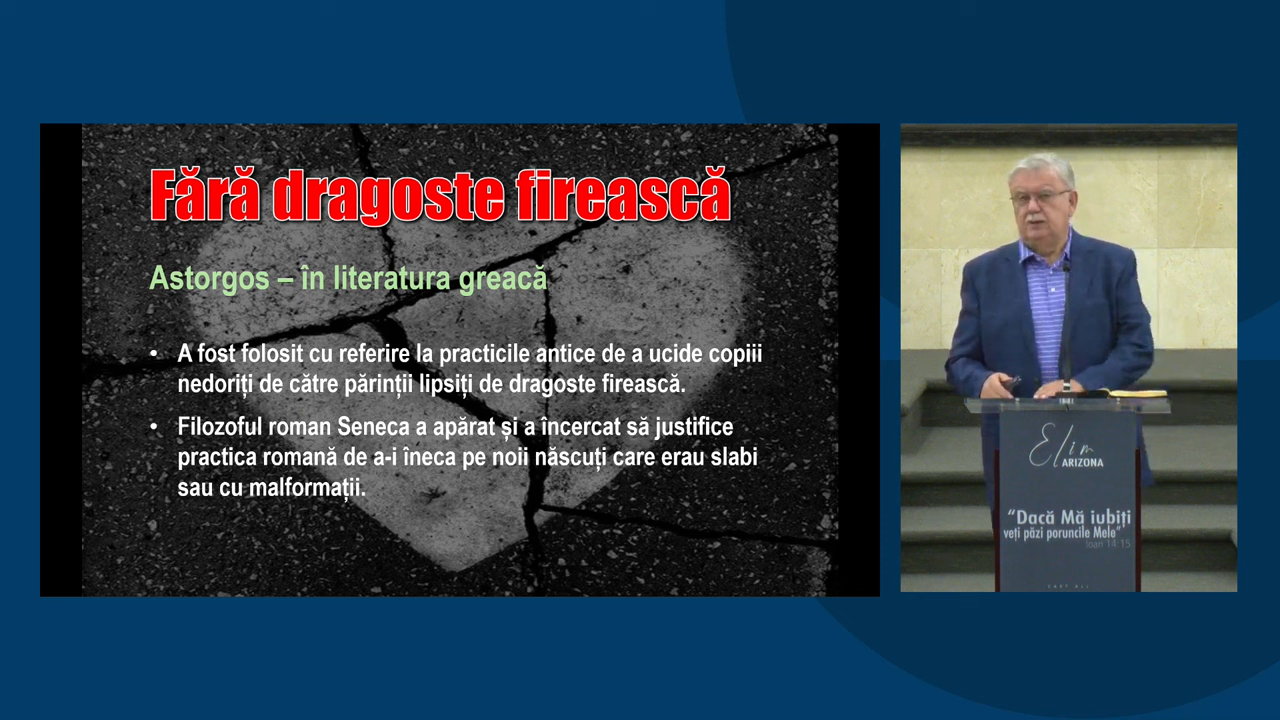 Fără dragoste firească
Astorgos – în literatura greacă
• A fost folosit cu referire la practicile antice de a ucide copiii
nedoriți de către părinții lipsiți de dragoste firească.
• Filozoful roman Seneca a apărat și a încercat să justifice
practica romană de a-i îneca pe noii născuți care erau slabi
sau cu malformații.
Elim
ARIZONA
“Dacă Mă iubiți
veți păzi poruncile Mele”
Ioan 14:15